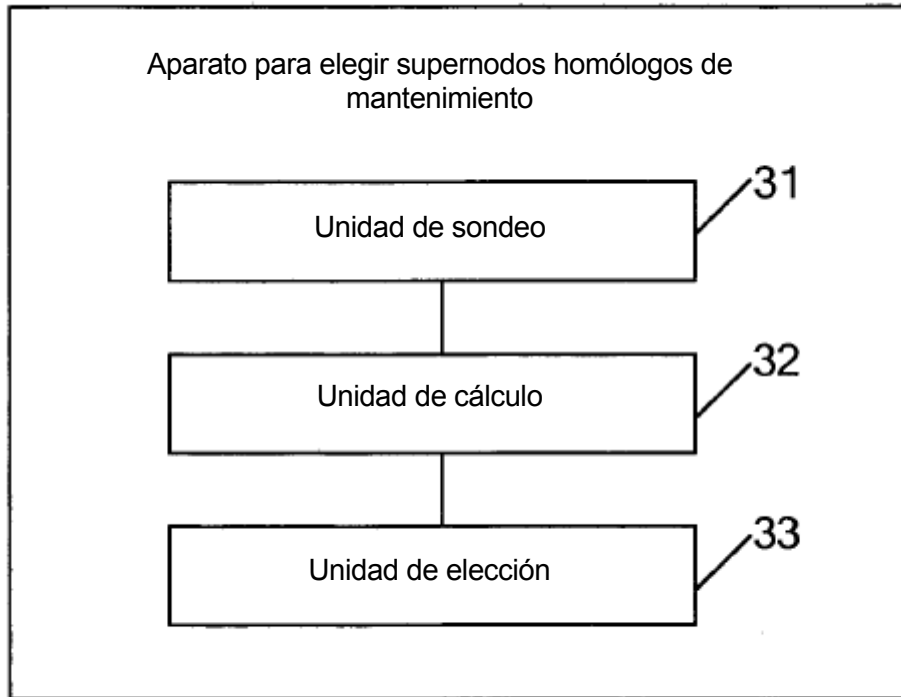 Aparato para elegir supernodos homólogos de
mantenimiento
31
Unidad de sondeo
32
Unidad de cálculo
33
Unidad de elección